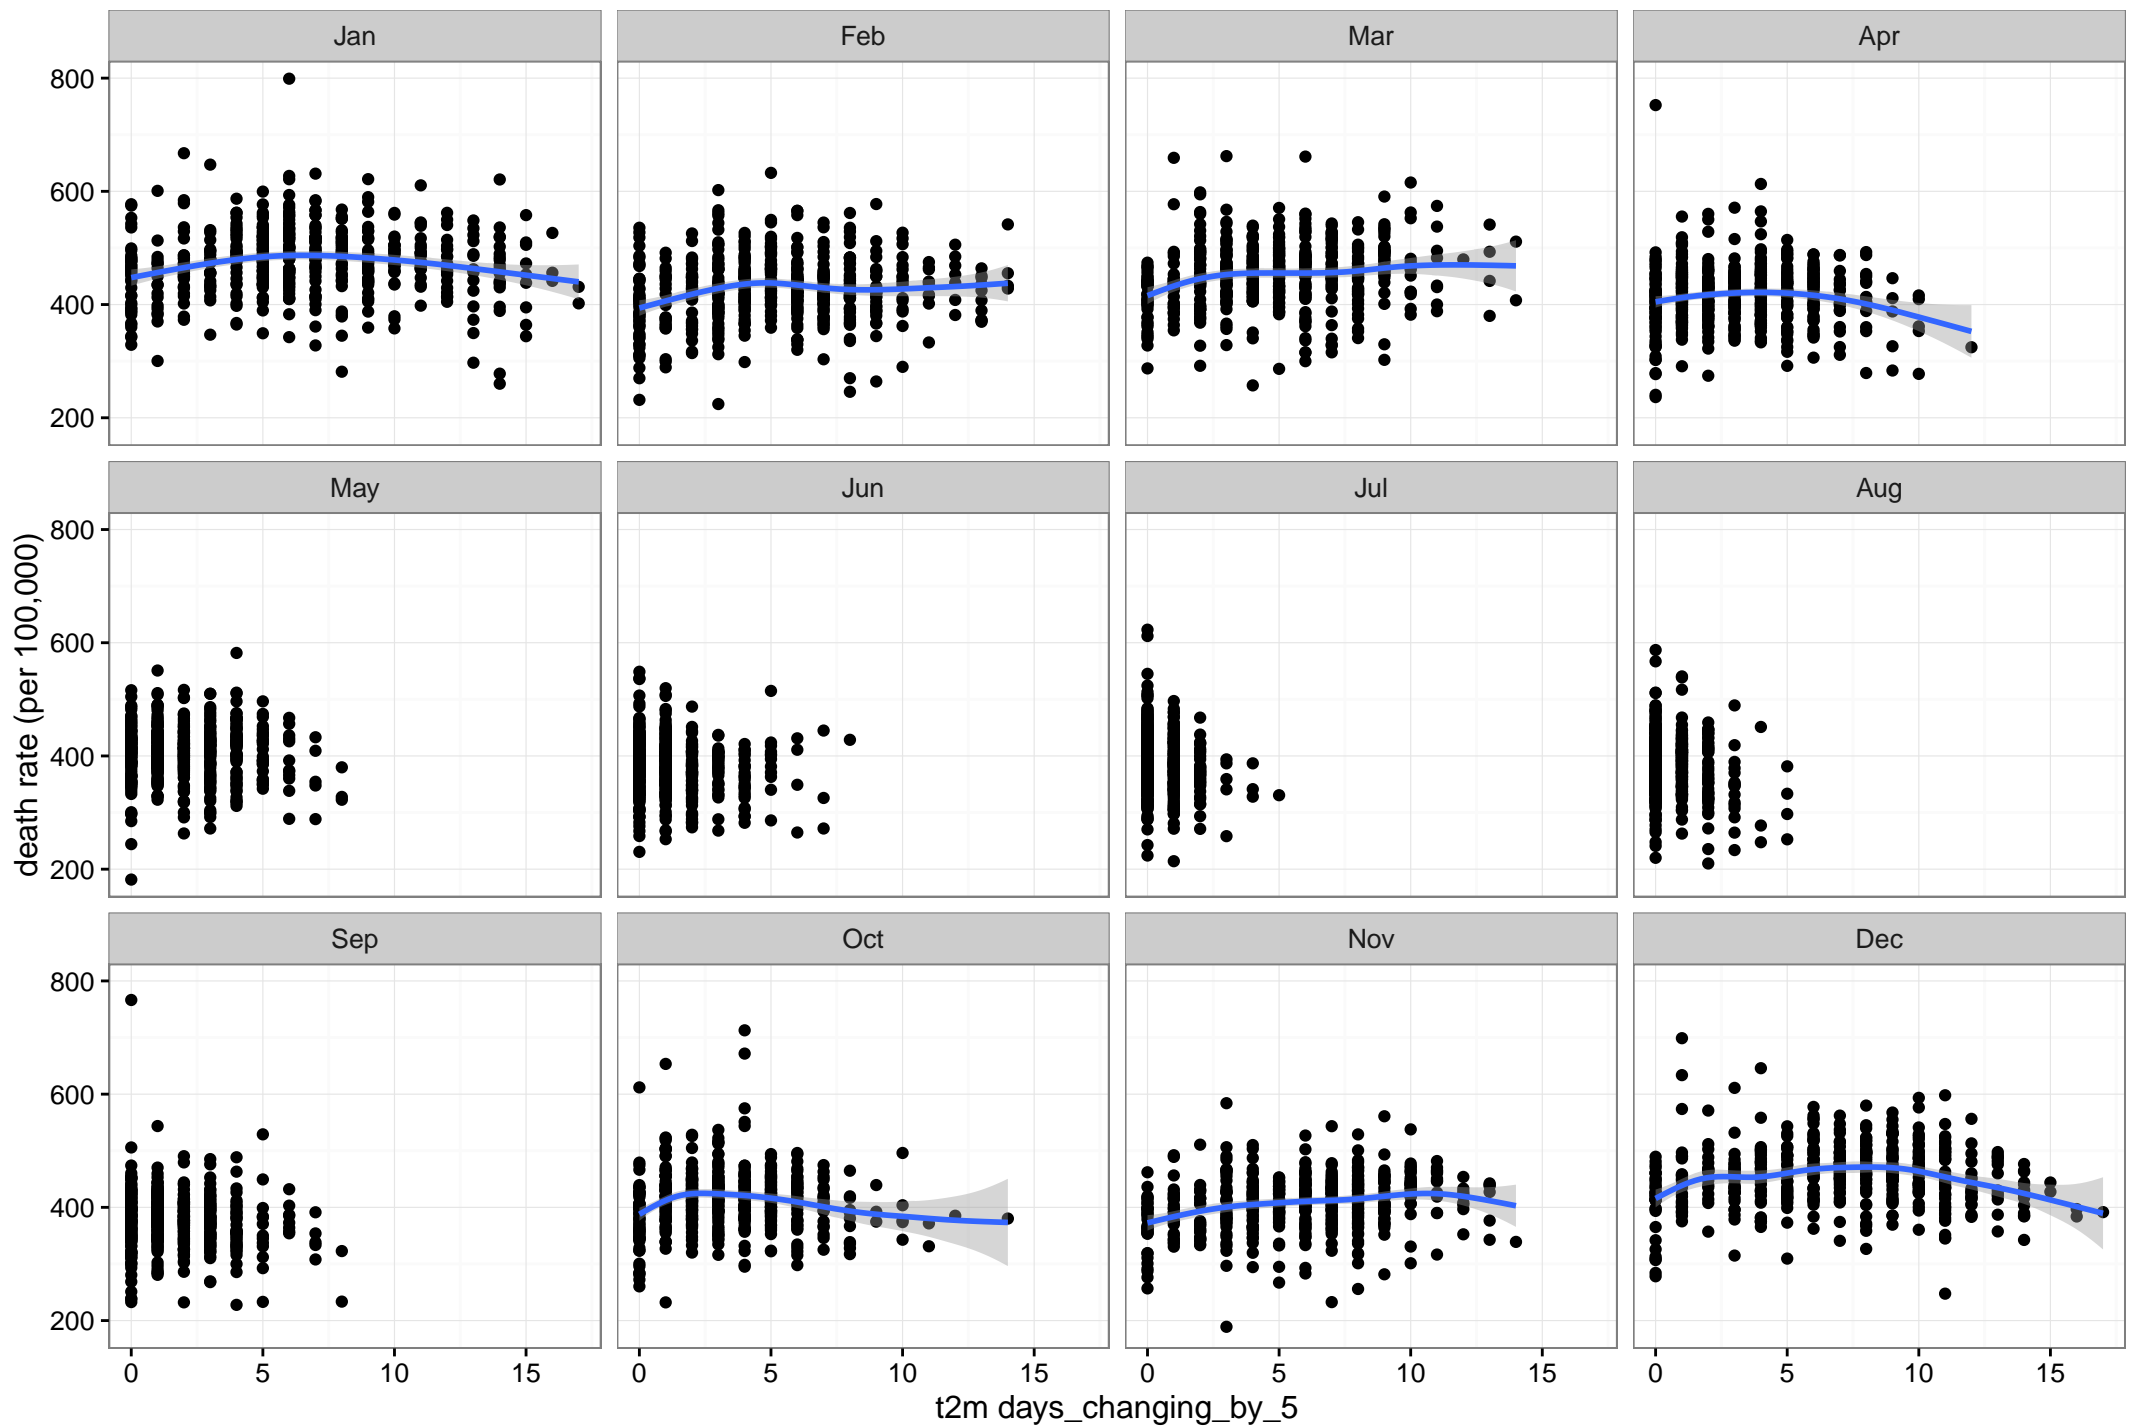 Jan Feb Mar Apr
800
600
400
200
May Jun Jul Aug
800
600
400
200
death rate (per 100,000)
Sep Oct Nov Dec
800
600
400
200
0 5 10 15 0 5 10 15 0 5 10 15 0 5 10 15
t2m days_changing_by_5